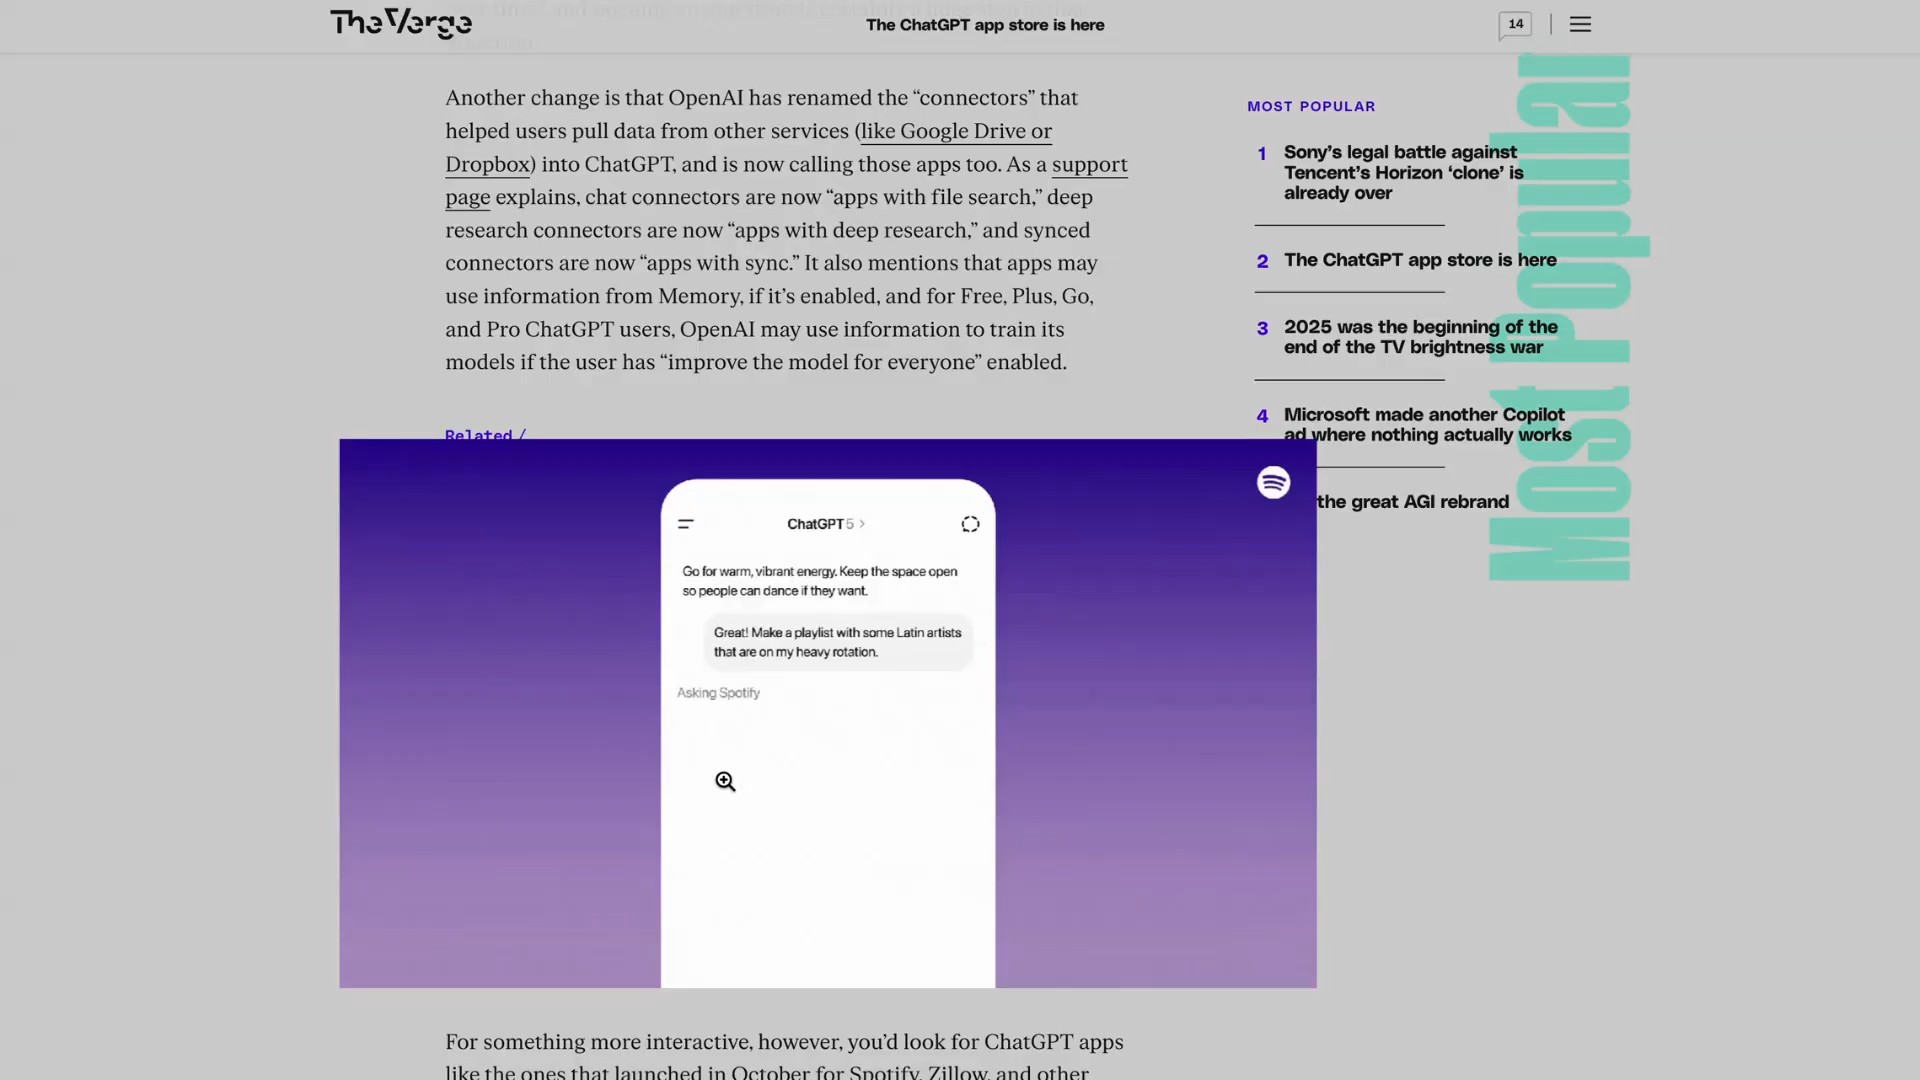 The Verge
The ChatGPT app store is here
14
Another change is that OpenAI has renamed the “connectors” that
helped users pull data from other services (like Google Drive or
Dropbox) into ChatGPT, and is now calling those apps too. As a support
page explains, chat connectors are now “apps with file search,” deep
research connectors are now “apps with deep research,” and synced
connectors are now “apps with sync.” It also mentions that apps may
use information from Memory, if it’s enabled, and for Free, Plus, Go,
and Pro ChatGPT users, OpenAI may use information to train its
models if the user has “improve the model for everyone” enabled.
Related /
ChatGPT 5 >
Go for warm, vibrant energy. Keep the space open
so people can dance if they want.
Great! Make a playlist with some Latin artists
that are on my heavy rotation.
Asking Spotify
For something more interactive, however, you’d look for ChatGPT apps
like the ones that launched in October for Spotify, Zillow, and other
MOST POPULAR
1 Sony’s legal battle against
Tencent’s Horizon ‘clone’ is
already over
2 The ChatGPT app store is here
3 2025 was the beginning of the
end of the TV brightness war
4 Microsoft made another Copilot
ad where nothing actually works
the great AGI rebrand
Most Popular